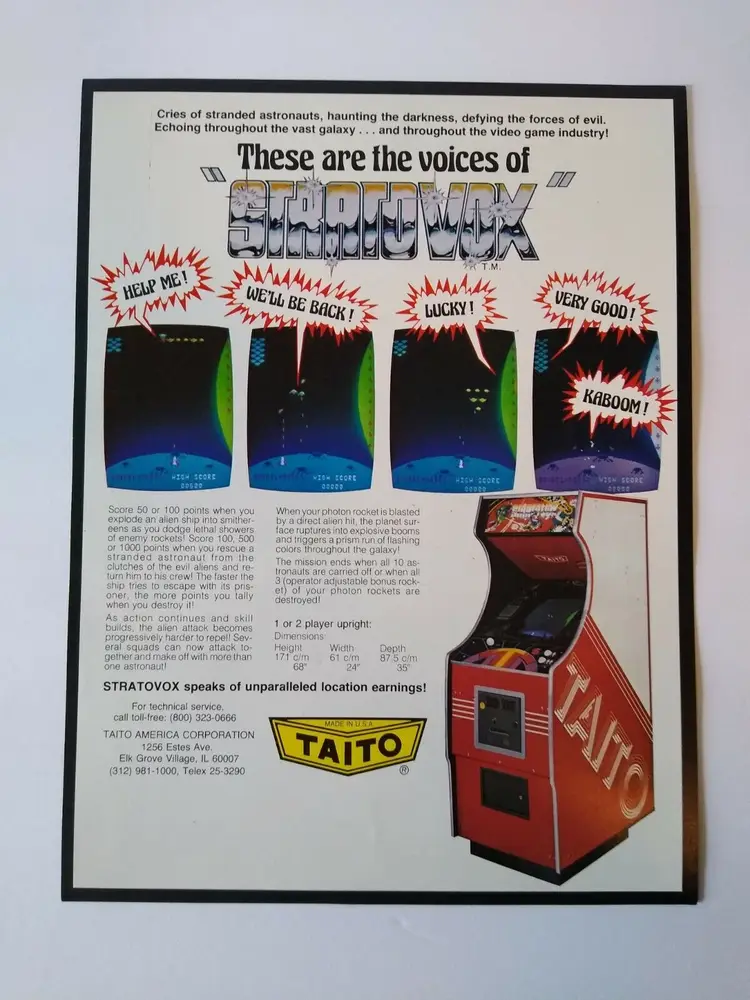 Cries of stranded astronauts, haunting the darkness, defying the forces of evil.
Echoing throughout the vast galaxy . . . and throughout the video game industry!
These are the voices of
"STRATOVOX"
T.M.
HELP ME!
WE'LL BE BACK!
LUCKY!
VERY GOOD!
KABOOM!
HIGH SCORE
HIGH SCORE
HIGH SCORE
HIGH SCORE
Score 50 or 100 points when you
explode an alien ship into smither-
eens as you dodge lethal showers
of enemy rockets! Score 100, 500
or 1000 points when you rescue a
stranded astronaut from the
clutches of the evil aliens and re-
turn him to his crew! The faster the
ship tries to escape with its pris-
oner, the more points you tally
when you destroy it!
As action continues and skill
builds, the alien attack becomes
progressively harder to repel! Sev-
eral squads can now attack to-
gether and make off with more than
one astronaut!
When your photon rocket is blasted
by a direct alien hit, the planet sur-
face ruptures into explosive booms
and triggers a prism run of flashing
colors throughout the galaxy!
The mission ends when all 10 as-
tronauts are carried off or when all
3 (operator adjustable bonus rock-
et) of your photon rockets are
destroyed!
1 or 2 player upright:
Dimensions:
Height Width Depth
171 c/m 61 c/m 87.5 c/m
68" 24" 35"
STRATOVOX speaks of unparalleled location earnings!
For technical service,
call toll-free: (800) 323-0666
TAITO AMERICA CORPORATION
1256 Estes Ave.
Elk Grove Village, IL 60007
(312) 981-1000, Telex 25-3290
MADE IN U.S.A.
TAITO
®
TAITO
TAITO